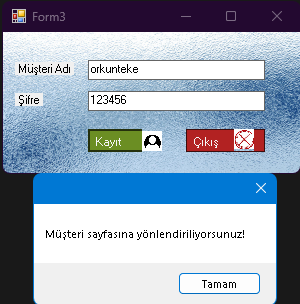 Form3
Müşteri Adı
orkunteke
Şifre
123456
Kayıt
Çıkış
Müşteri sayfasına yönlendiriliyorsunuz!
Tamam